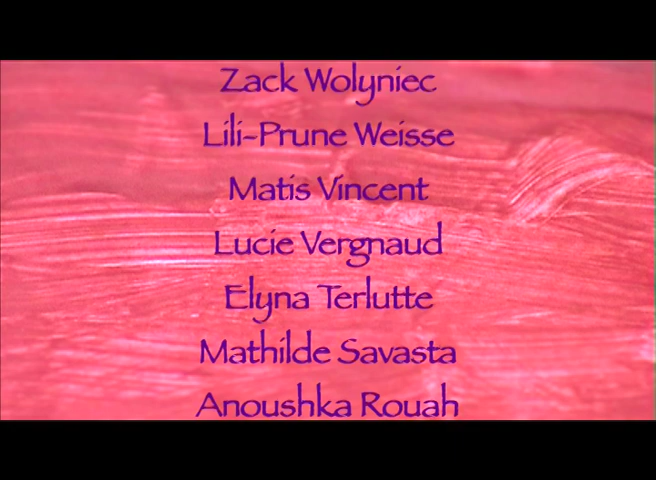 Zack Wolyniec
Lili-Prune Weisse
Matis Vincent
Lucie Vergnaud
Elyna Terlutte
Mathilde Savasta
Anoushka Rouah